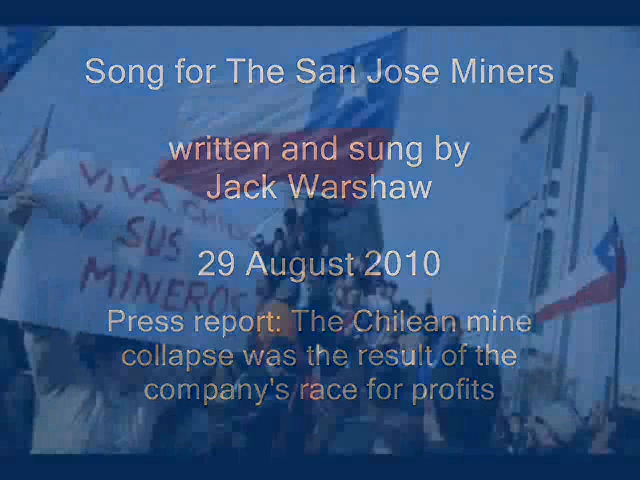 Song for The San Jose Miners
written and sung by
Jack Warshaw
VIVA CHILE
Y SUS
MINEROS
29 August 2010
Press report: The Chilean mine
collapse was the result of the
company's race for profits